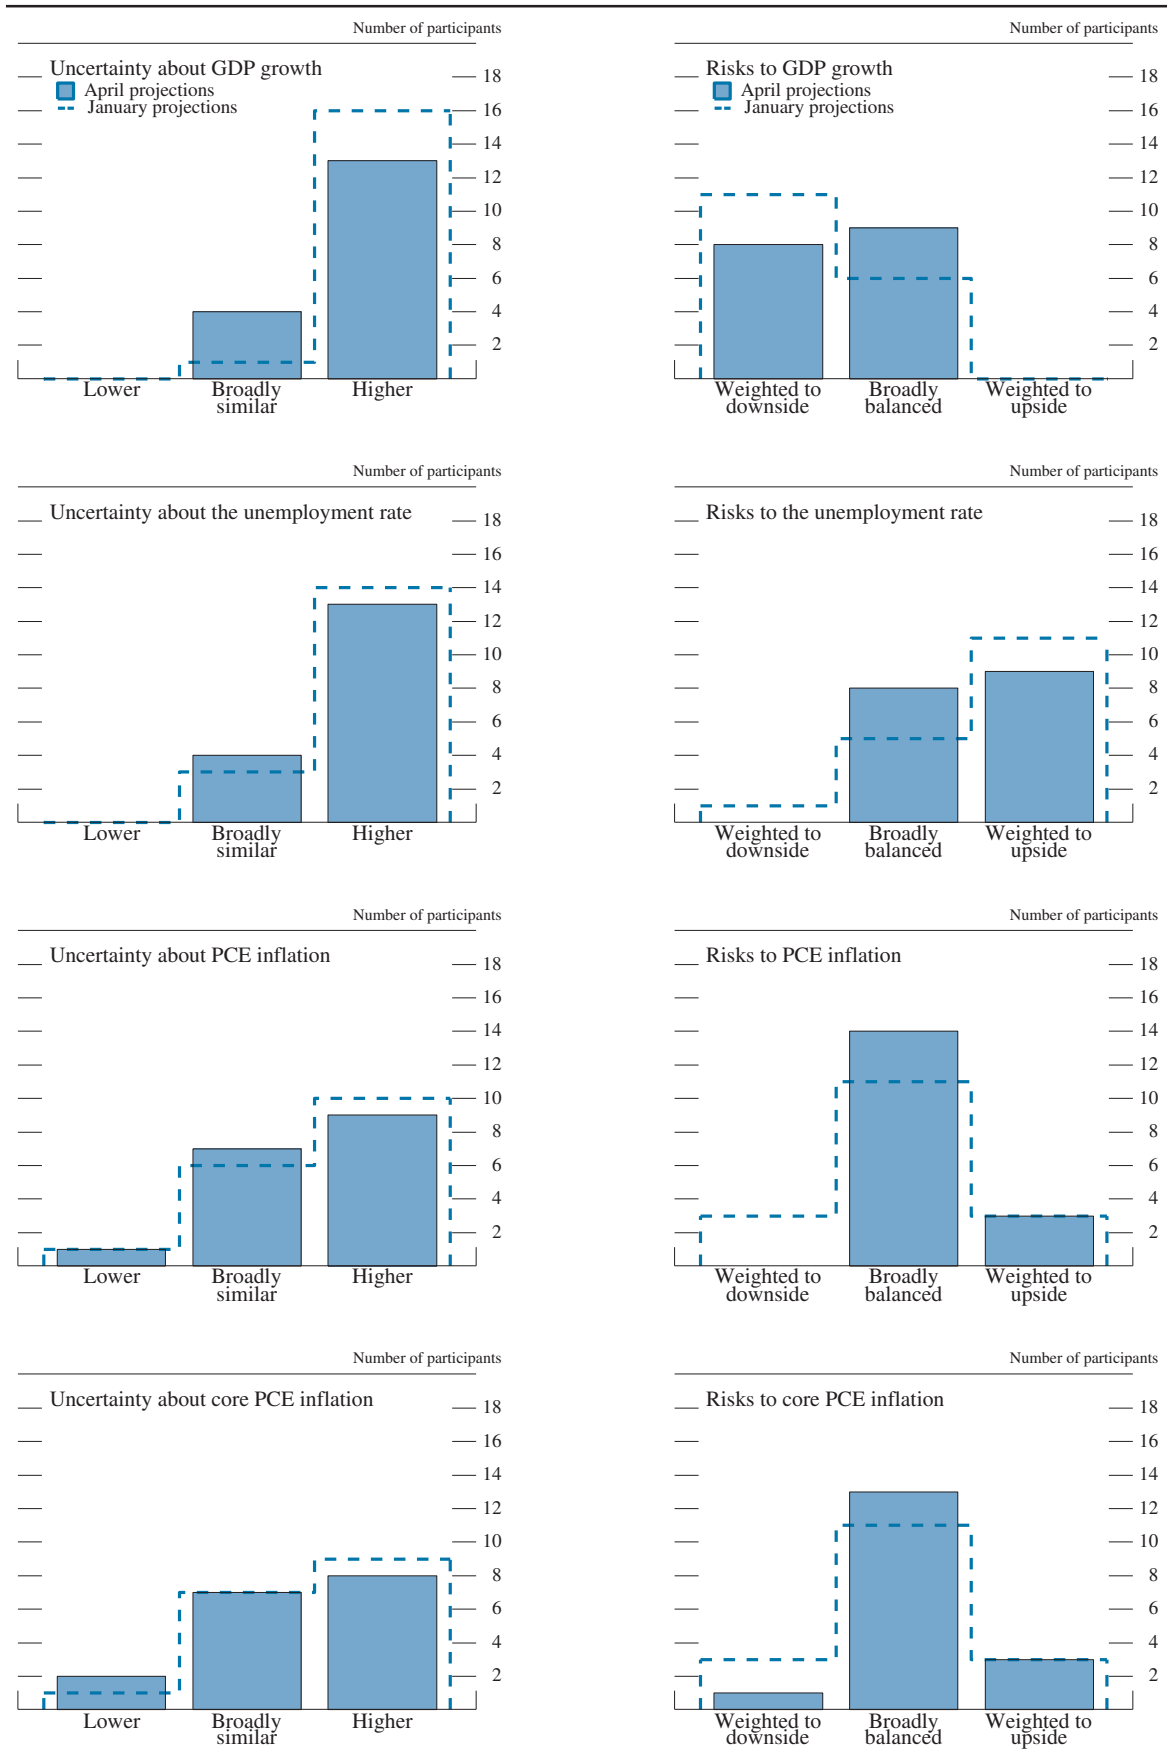 Number of participants
Uncertainty about GDP growth
April projections
January projections
18
16
14
12
10
8
6
4
2
Lower
Broadly
similar
Higher
Number of participants
Risks to GDP growth
April projections
January projections
18
16
14
12
10
8
6
4
2
Weighted to
downside
Broadly
balanced
Weighted to
upside
Number of participants
Uncertainty about the unemployment rate
18
16
14
12
10
8
6
4
2
Lower
Broadly
similar
Higher
Number of participants
Risks to the unemployment rate
18
16
14
12
10
8
6
4
2
Weighted to
downside
Broadly
balanced
Weighted to
upside
Number of participants
Uncertainty about PCE inflation
18
16
14
12
10
8
6
4
2
Lower
Broadly
similar
Higher
Number of participants
Risks to PCE inflation
18
16
14
12
10
8
6
4
2
Weighted to
downside
Broadly
balanced
Weighted to
upside
Number of participants
Uncertainty about core PCE inflation
18
16
14
12
10
8
6
4
2
Lower
Broadly
similar
Higher
Number of participants
Risks to core PCE inflation
18
16
14
12
10
8
6
4
2
Weighted to
downside
Broadly
balanced
Weighted to
upside